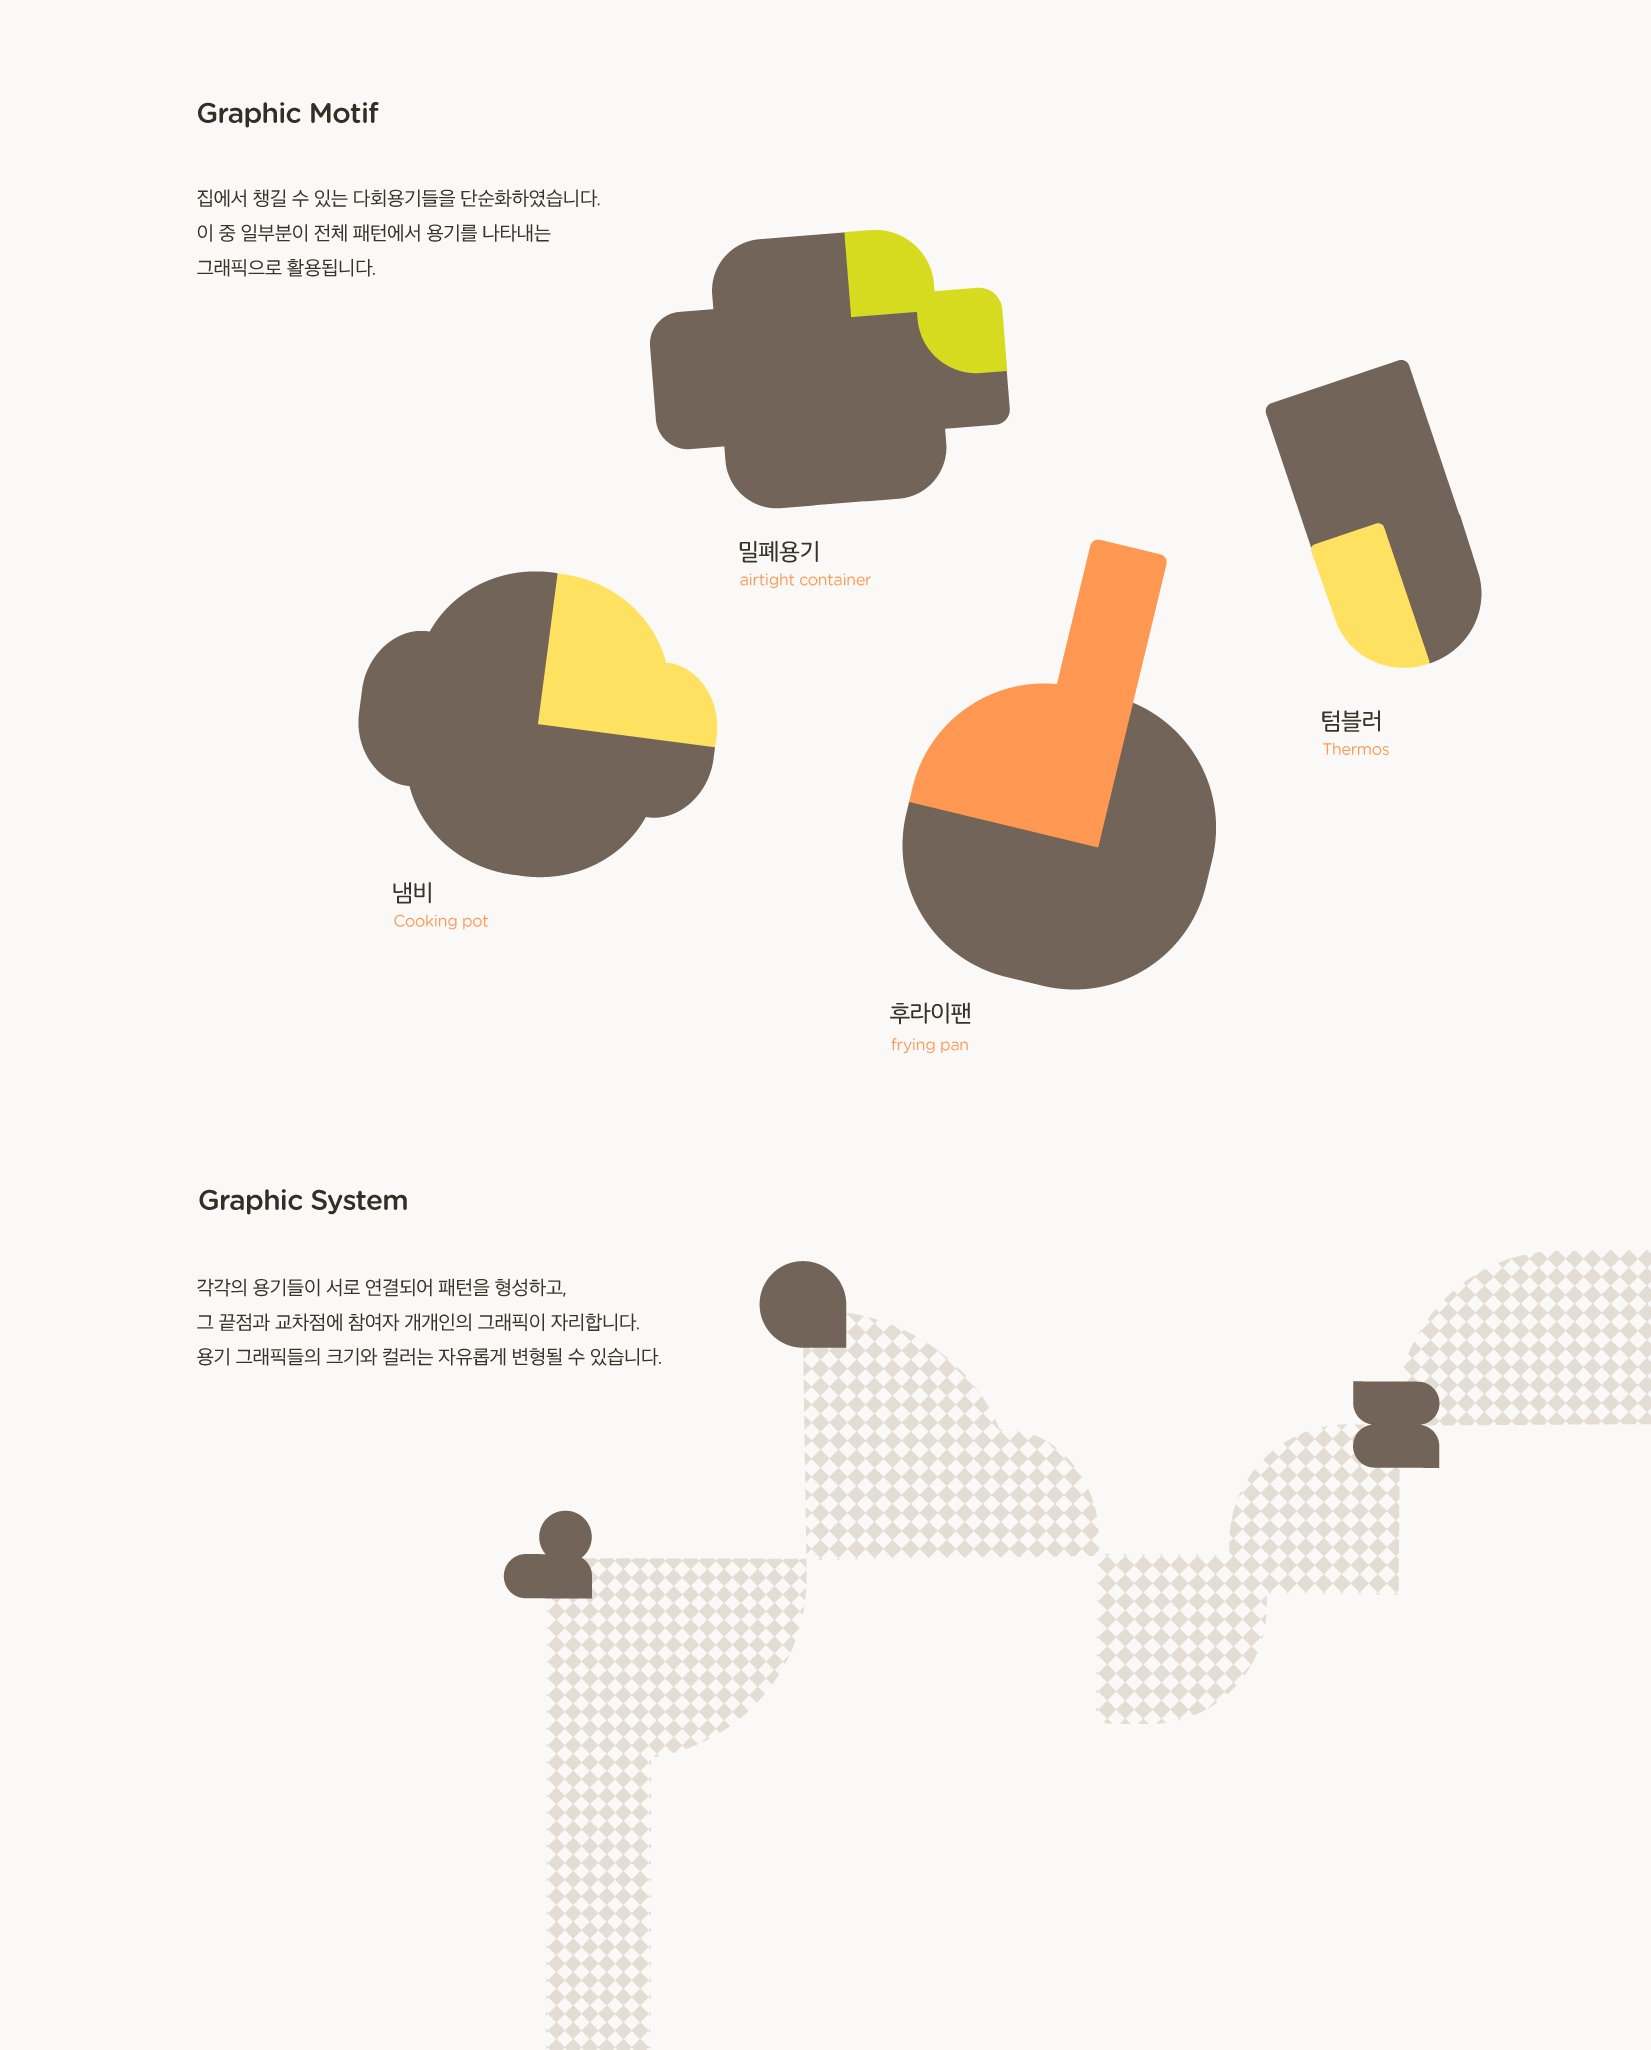 Graphic Motif
집에서 챙길 수 있는 다회용기들을 단순화하였습니다.
이 중 일부분이 전체 패턴에서 용기를 나타내는
그래픽으로 활용됩니다.
밀폐용기
airtight container
텀블러
Thermos
냄비
Cooking pot
후라이팬
frying pan
Graphic System
각각의 용기들이 서로 연결되어 패턴을 형성하고,
그 끝점과 교차점에 참여자 개개인의 그래픽이 자리합니다.
용기 그래픽들의 크기와 컬러는 자유롭게 변형될 수 있습니다.